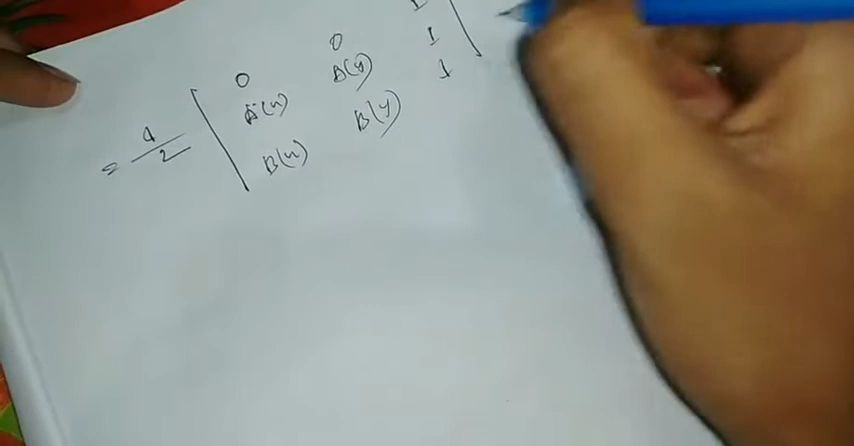 0 0 1
= 4/2 | A(x) A(y) 1 |
B(x) B(y) 1